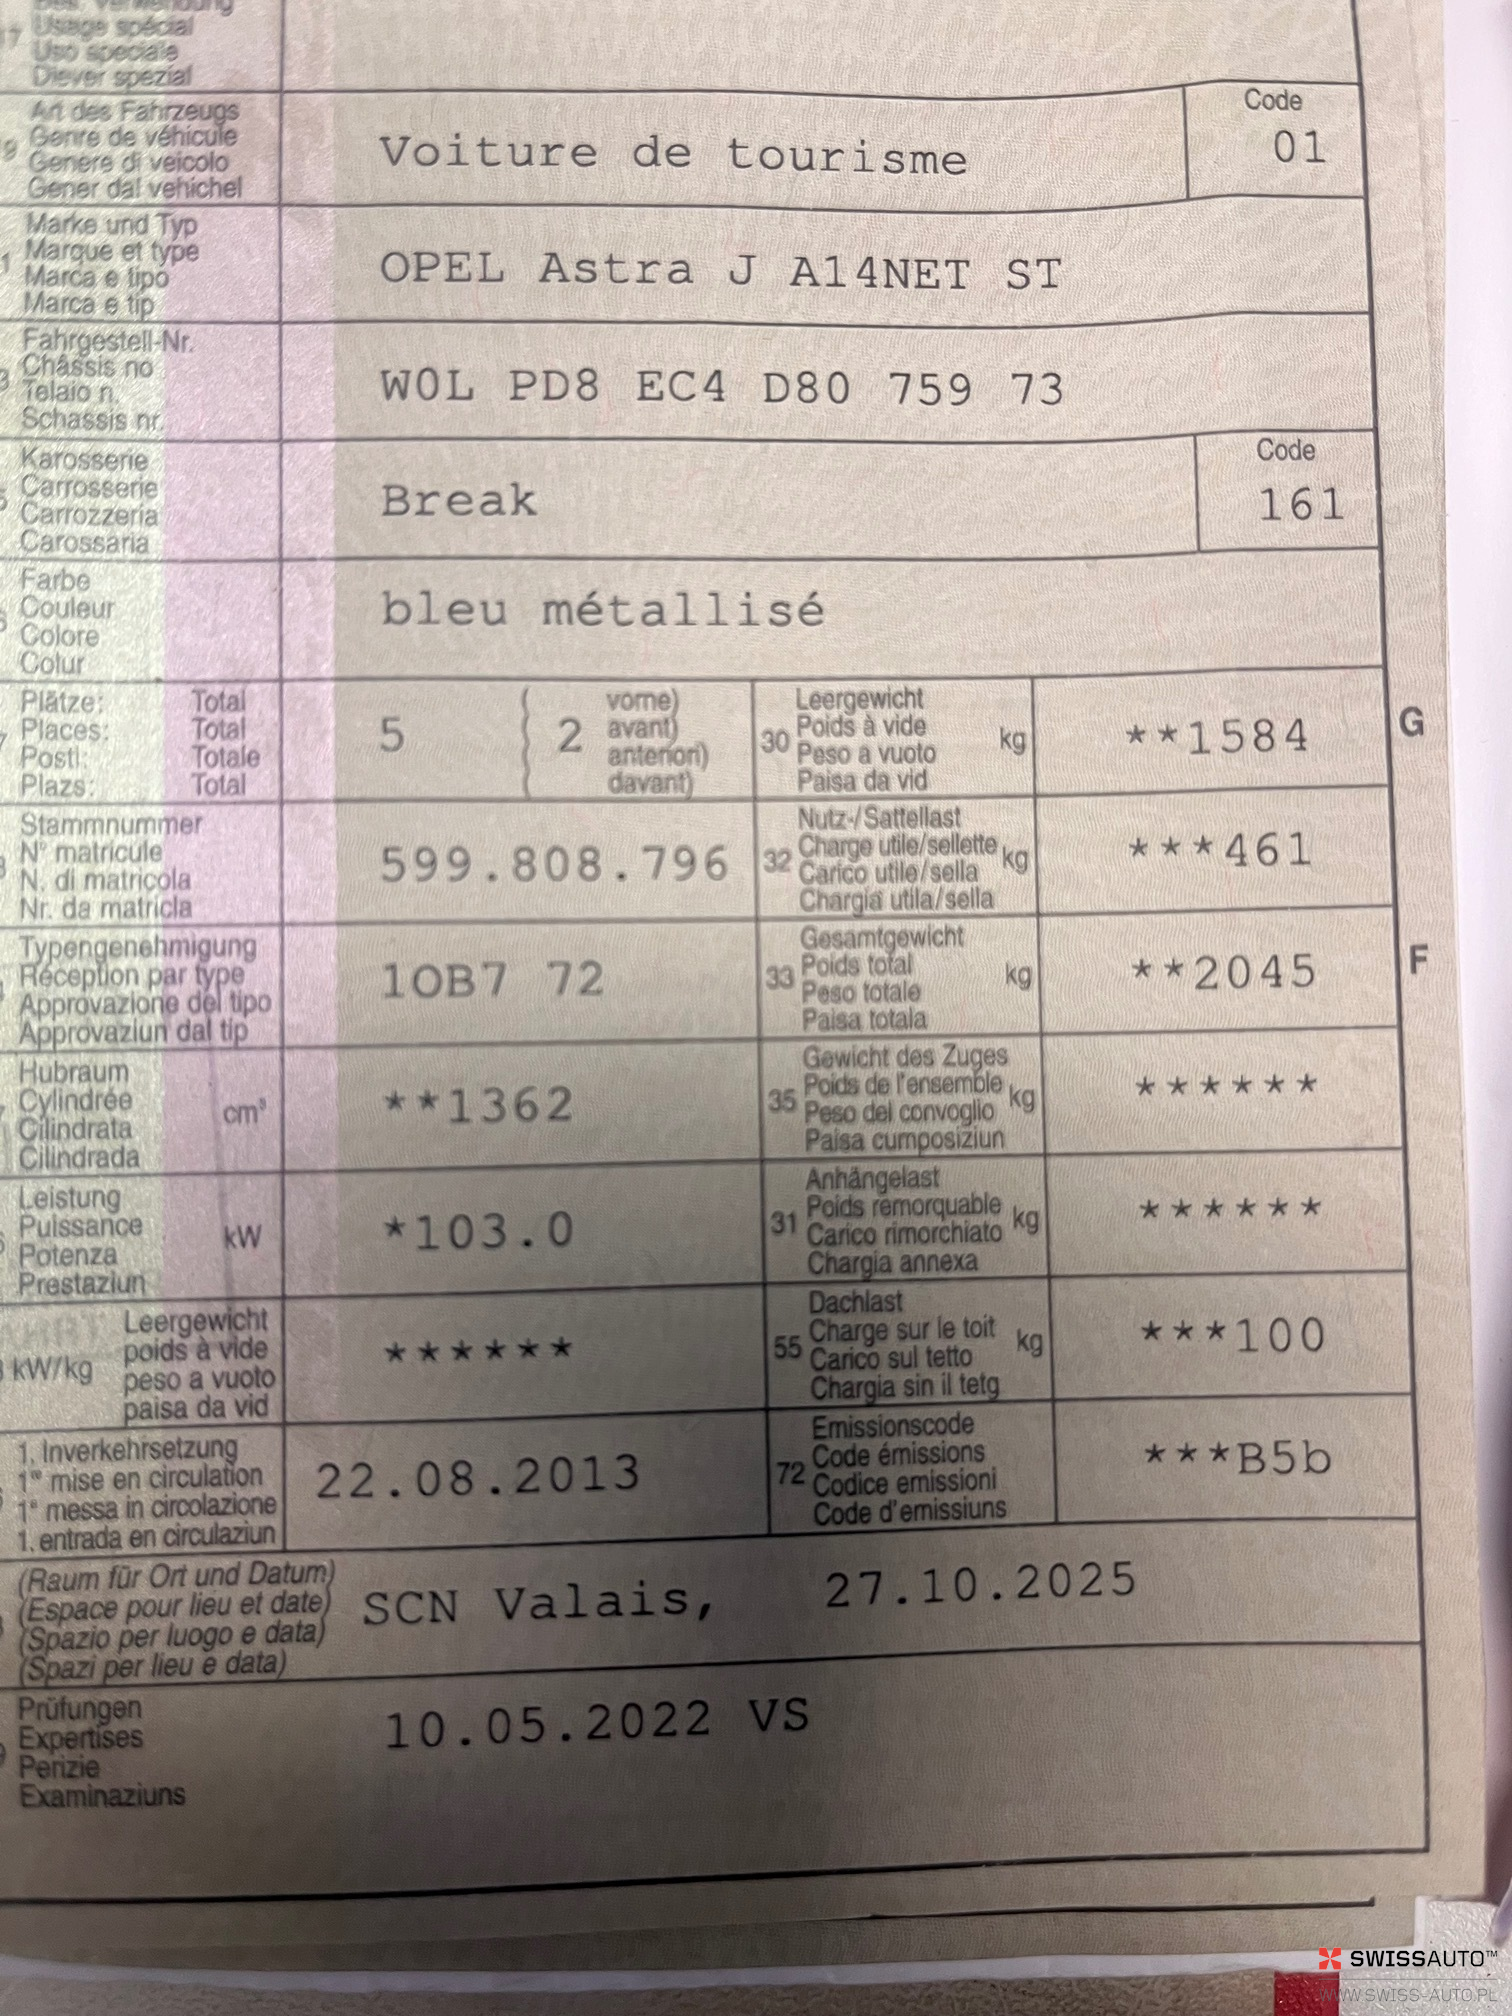 Usage spécial
Uso speciale
Diever spezial
Art des Fahrzeugs
Genre de véhicule
Genere di veicolo
Gener dal vehichel
Voiture de tourisme
Code
01
Marke und Typ
Marque et type
Marca e tipo
Marca e tip
OPEL Astra J A14NET ST
Fahrgestell-Nr.
Châssis no
Telaio n.
Schassis nr.
W0L PD8 EC4 D80 759 73
Karosserie
Carrosserie
Carrozzeria
Carossaria
Break
Code
161
Farbe
Couleur
Colore
Colur
bleu métallisé
Plätze: Total
Places: Total
Posti: Totale
Plazs: Total
5
2
vorne)
avant)
anteriori)
davant)
30
Leergewicht
Poids à vide
Peso a vuoto
Paisa da vid
kg
**1584
G
Stammnummer
N° matricule
N. di matricola
Nr. da matricla
599.808.796
32
Nutz-/Sattellast
Charge utile/sellette
Carico utile/sella
Chargia utila/sella
kg
***461
Typengenehmigung
Réception par type
Approvazione del tipo
Approvaziun dal tip
1OB7 72
33
Gesamtgewicht
Poids total
Peso totale
Paisa totala
kg
**2045
F
Hubraum
Cylindrée
Cilindrata
Cilindrada
cm³
**1362
35
Gewicht des Zuges
Poids de l'ensemble
Peso del convoglio
Paisa cumposiziun
kg
******
Leistung
Puissance
Potenza
Prestaziun
kW
*103.0
31
Anhängelast
Poids remorquable
Carico rimorchiato
Chargia annexa
kg
******
kW/kg
Leergewicht
poids à vide
peso a vuoto
paisa da vid
******
55
Dachlast
Charge sur le toit
Carico sul tetto
Chargia sin il tetg
kg
***100
1. Inverkehrsetzung
1re mise en circulation
1a messa in circolazione
1. entrada en circulaziun
22.08.2013
72
Emissionscode
Code émissions
Codice emissioni
Code d'emissiuns
***B5b
(Raum für Ort und Datum)
(Espace pour lieu et date)
(Spazio per luogo e data)
(Spazi per lieu e data)
SCN Valais, 27.10.2025
Prüfungen
Expertises
Perizie
Examinaziuns
10.05.2022 VS
SWISSAUTO™
WWW.SWISS-AUTO.PL